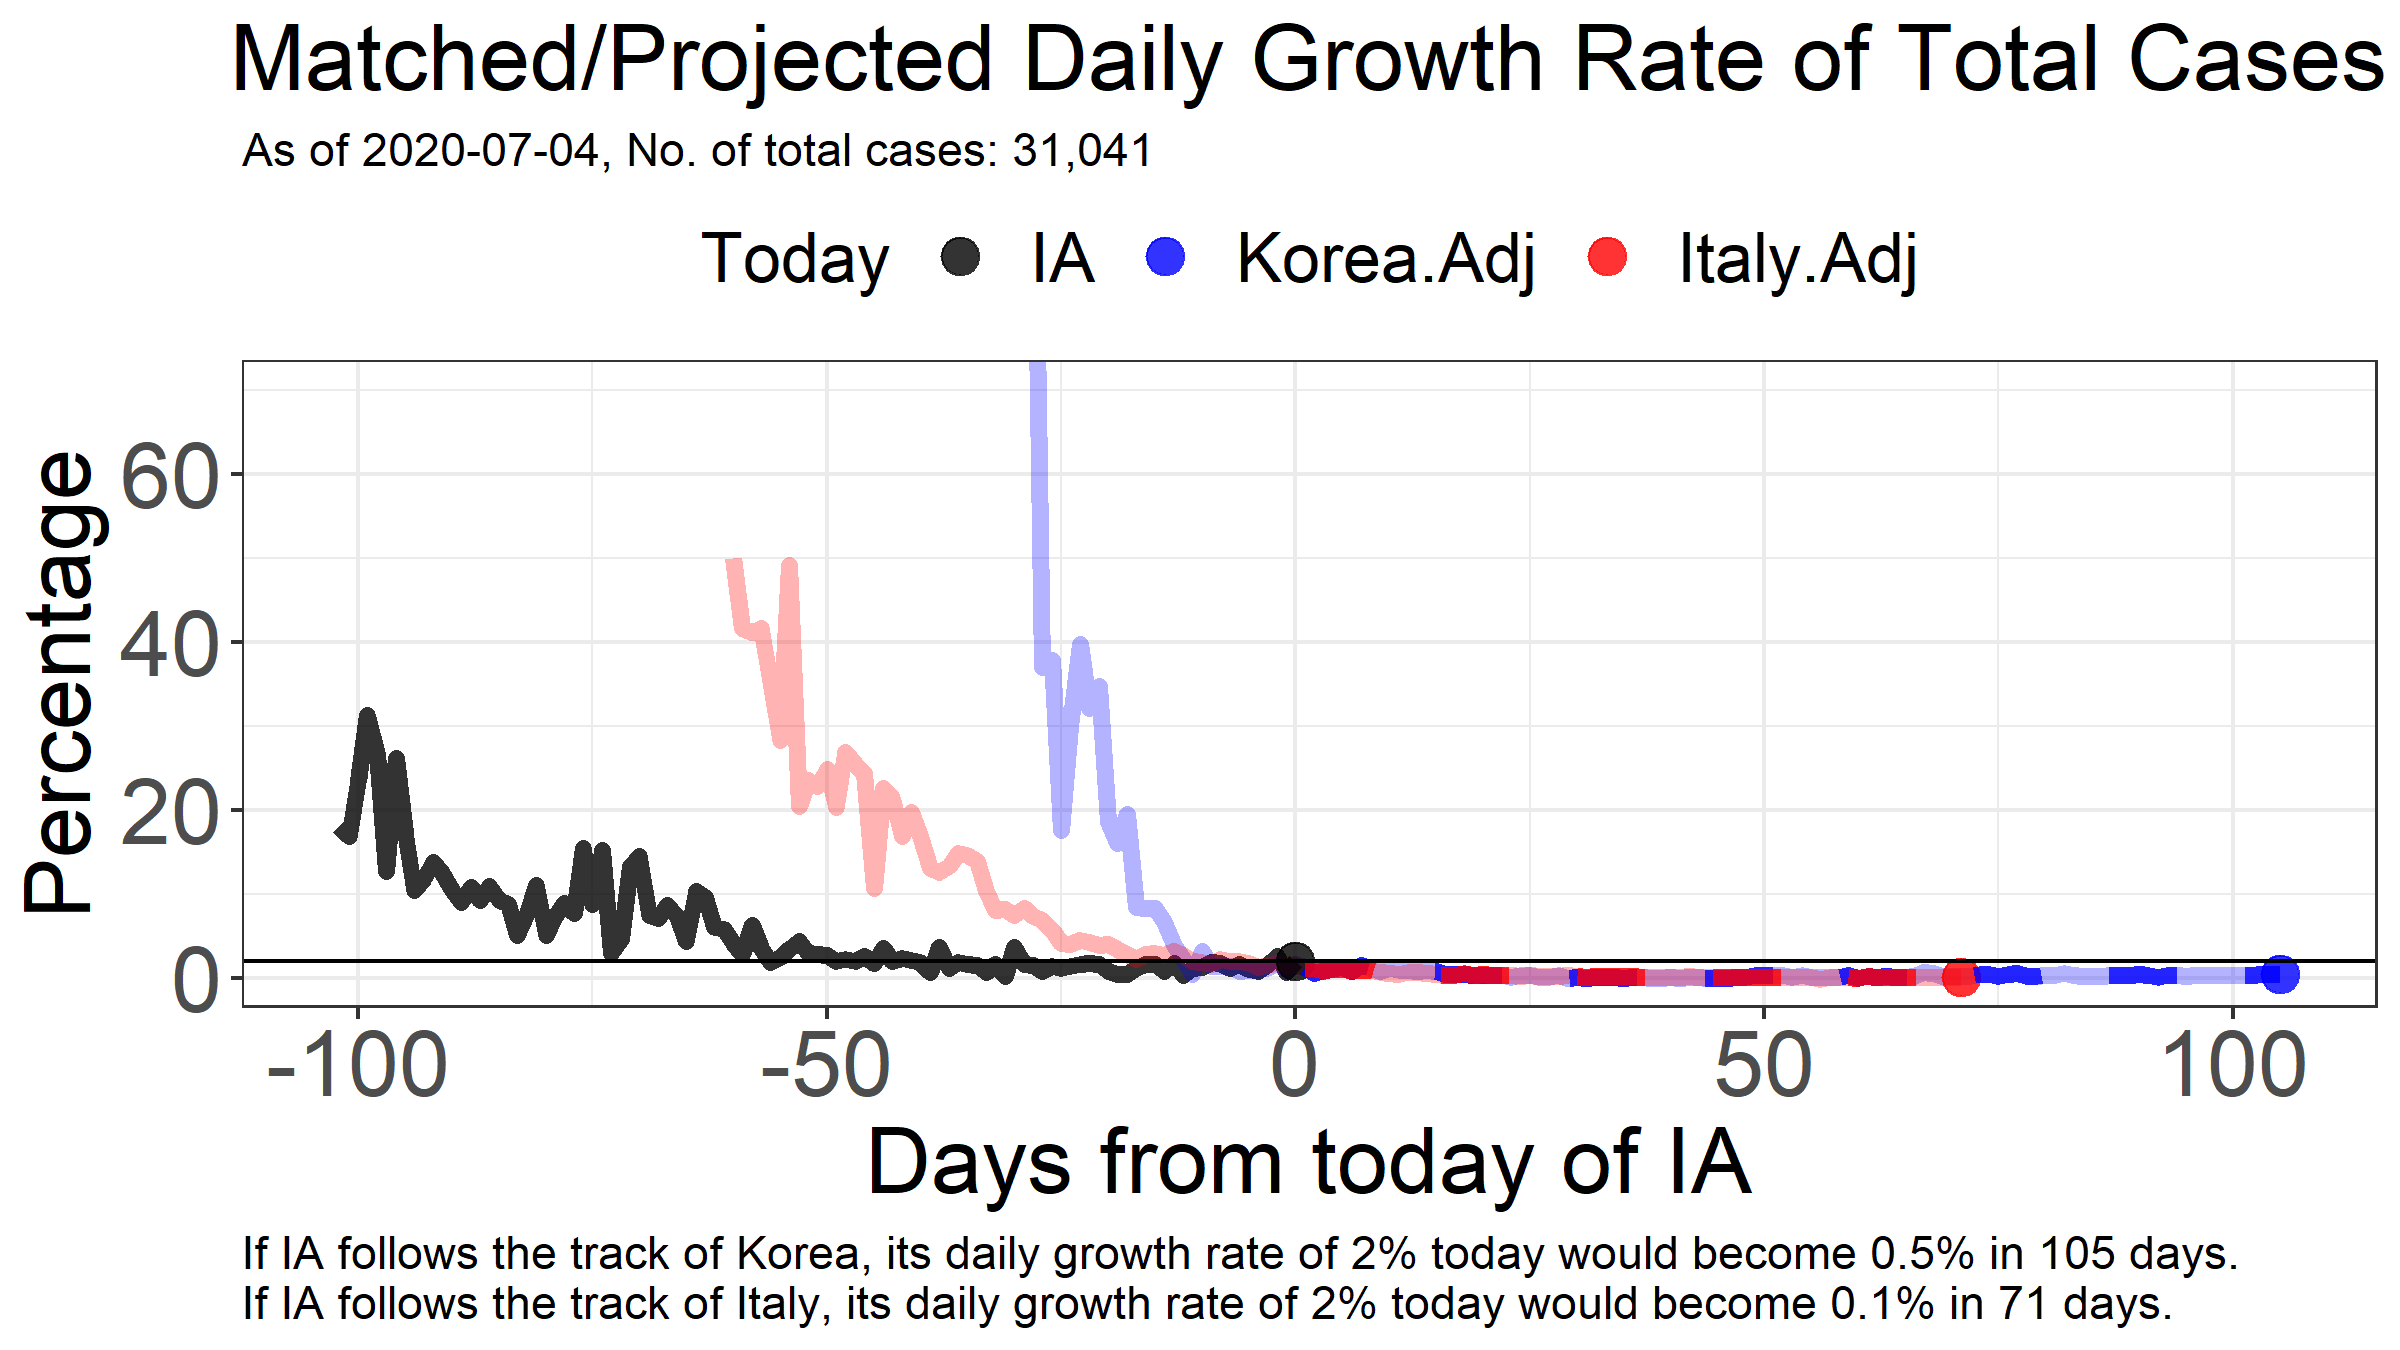 Matched/Projected Daily Growth Rate of Total Cases
As of 2020-07-04, No. of total cases: 31,041
Today IA Korea.Adj Italy.Adj
Percentage
60
40
20
0
-100 -50 0 50 100
Days from today of IA
If IA follows the track of Korea, its daily growth rate of 2% today would become 0.5% in 105 days.
If IA follows the track of Italy, its daily growth rate of 2% today would become 0.1% in 71 days.